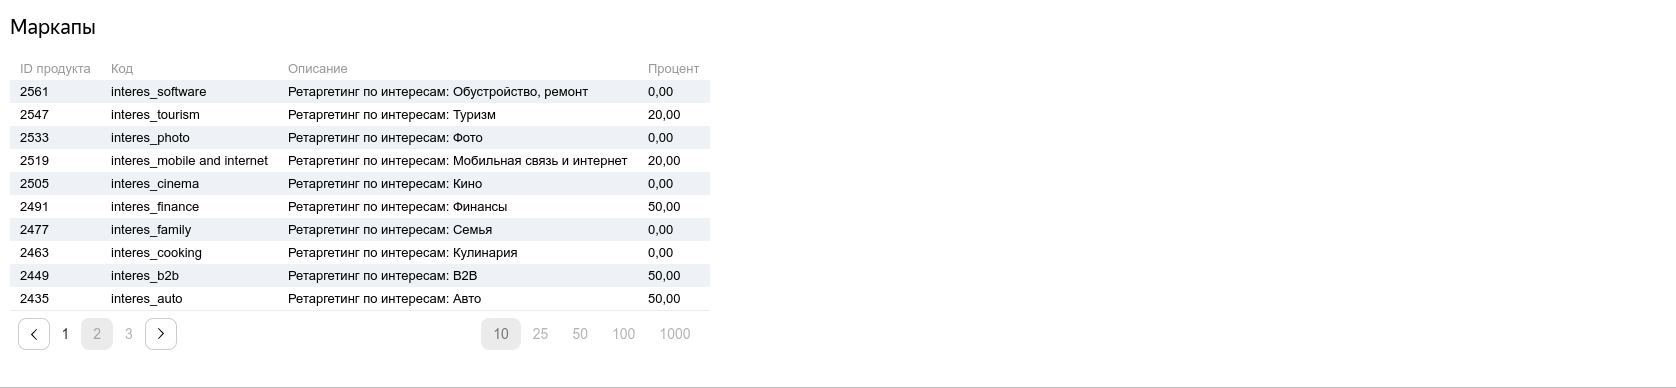 Маркапы
ID продукта Код Описание Процент
2561 interes_software Ретаргетинг по интересам: Обустройство, ремонт 0,00
2547 interes_tourism Ретаргетинг по интересам: Туризм 20,00
2533 interes_photo Ретаргетинг по интересам: Фото 0,00
2519 interes_mobile and internet Ретаргетинг по интересам: Мобильная связь и интернет 20,00
2505 interes_cinema Ретаргетинг по интересам: Кино 0,00
2491 interes_finance Ретаргетинг по интересам: Финансы 50,00
2477 interes_family Ретаргетинг по интересам: Семья 0,00
2463 interes_cooking Ретаргетинг по интересам: Кулинария 0,00
2449 interes_b2b Ретаргетинг по интересам: B2B 50,00
2435 interes_auto Ретаргетинг по интересам: Авто 50,00
1 2 3 10 25 50 100 1000